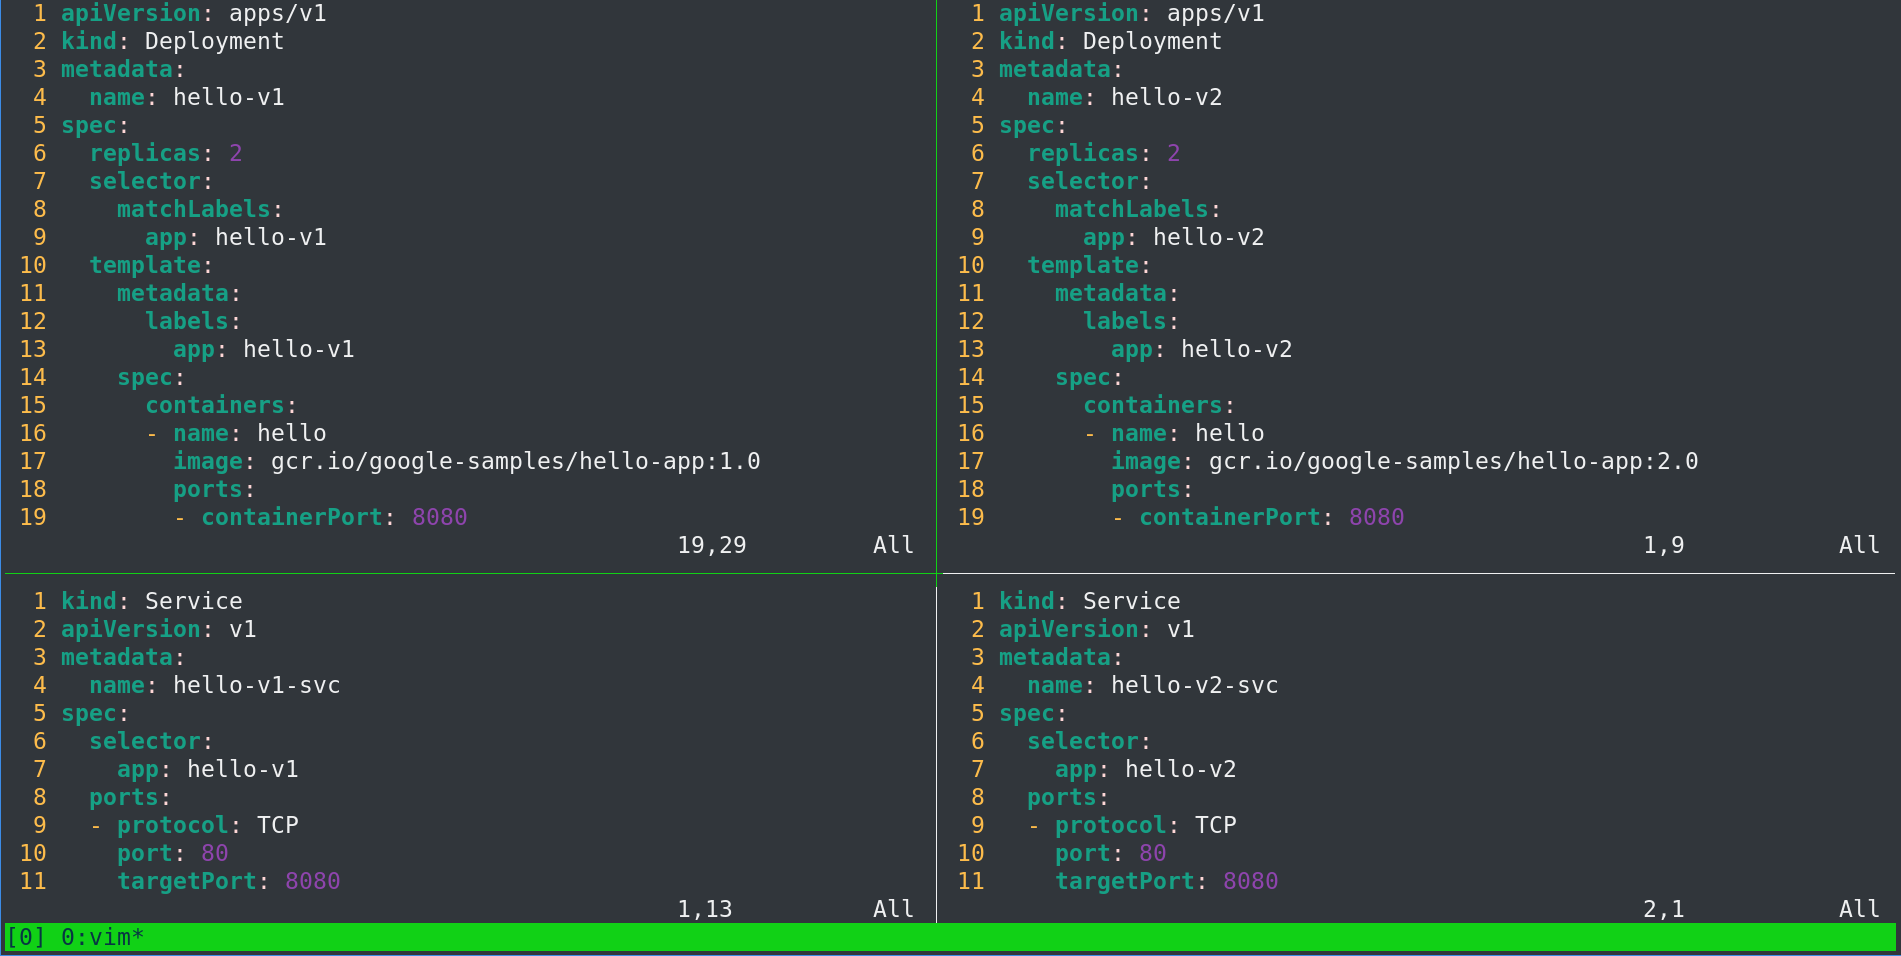 1 apiVersion: apps/v1
2 kind: Deployment
3 metadata:
4   name: hello-v1
5 spec:
6   replicas: 2
7   selector:
8     matchLabels:
9       app: hello-v1
10   template:
11     metadata:
12       labels:
13         app: hello-v1
14     spec:
15       containers:
16       - name: hello
17         image: gcr.io/google-samples/hello-app:1.0
18         ports:
19         - containerPort: 8080
19,29 All
1 apiVersion: apps/v1
2 kind: Deployment
3 metadata:
4   name: hello-v2
5 spec:
6   replicas: 2
7   selector:
8     matchLabels:
9       app: hello-v2
10   template:
11     metadata:
12       labels:
13         app: hello-v2
14     spec:
15       containers:
16       - name: hello
17         image: gcr.io/google-samples/hello-app:2.0
18         ports:
19         - containerPort: 8080
1,9 All
1 kind: Service
2 apiVersion: v1
3 metadata:
4   name: hello-v1-svc
5 spec:
6   selector:
7     app: hello-v1
8   ports:
9   - protocol: TCP
10     port: 80
11     targetPort: 8080
1,13 All
1 kind: Service
2 apiVersion: v1
3 metadata:
4   name: hello-v2-svc
5 spec:
6   selector:
7     app: hello-v2
8   ports:
9   - protocol: TCP
10     port: 80
11     targetPort: 8080
2,1 All
[0] 0:vim*